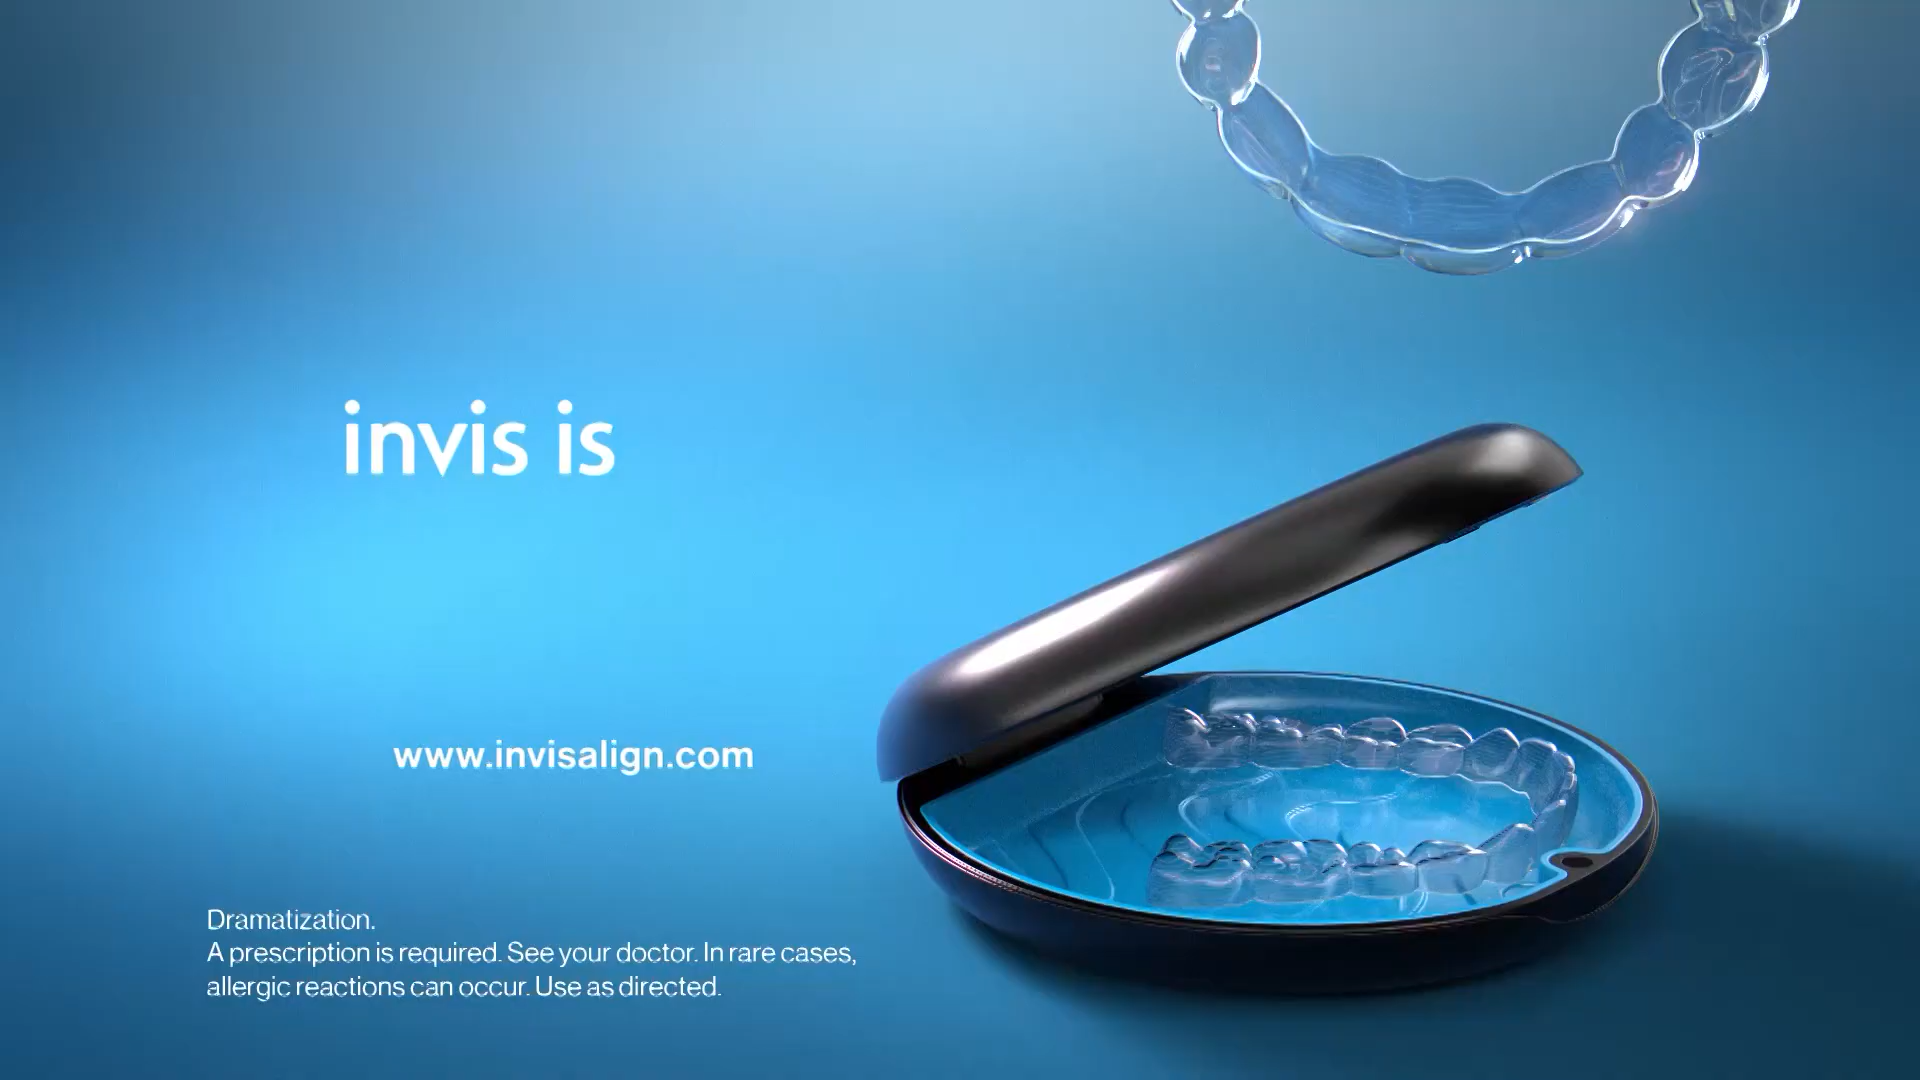 invis is
www.invisalign.com
Dramatization.
A prescription is required. See your doctor. In rare cases,
allergic reactions can occur. Use as directed.